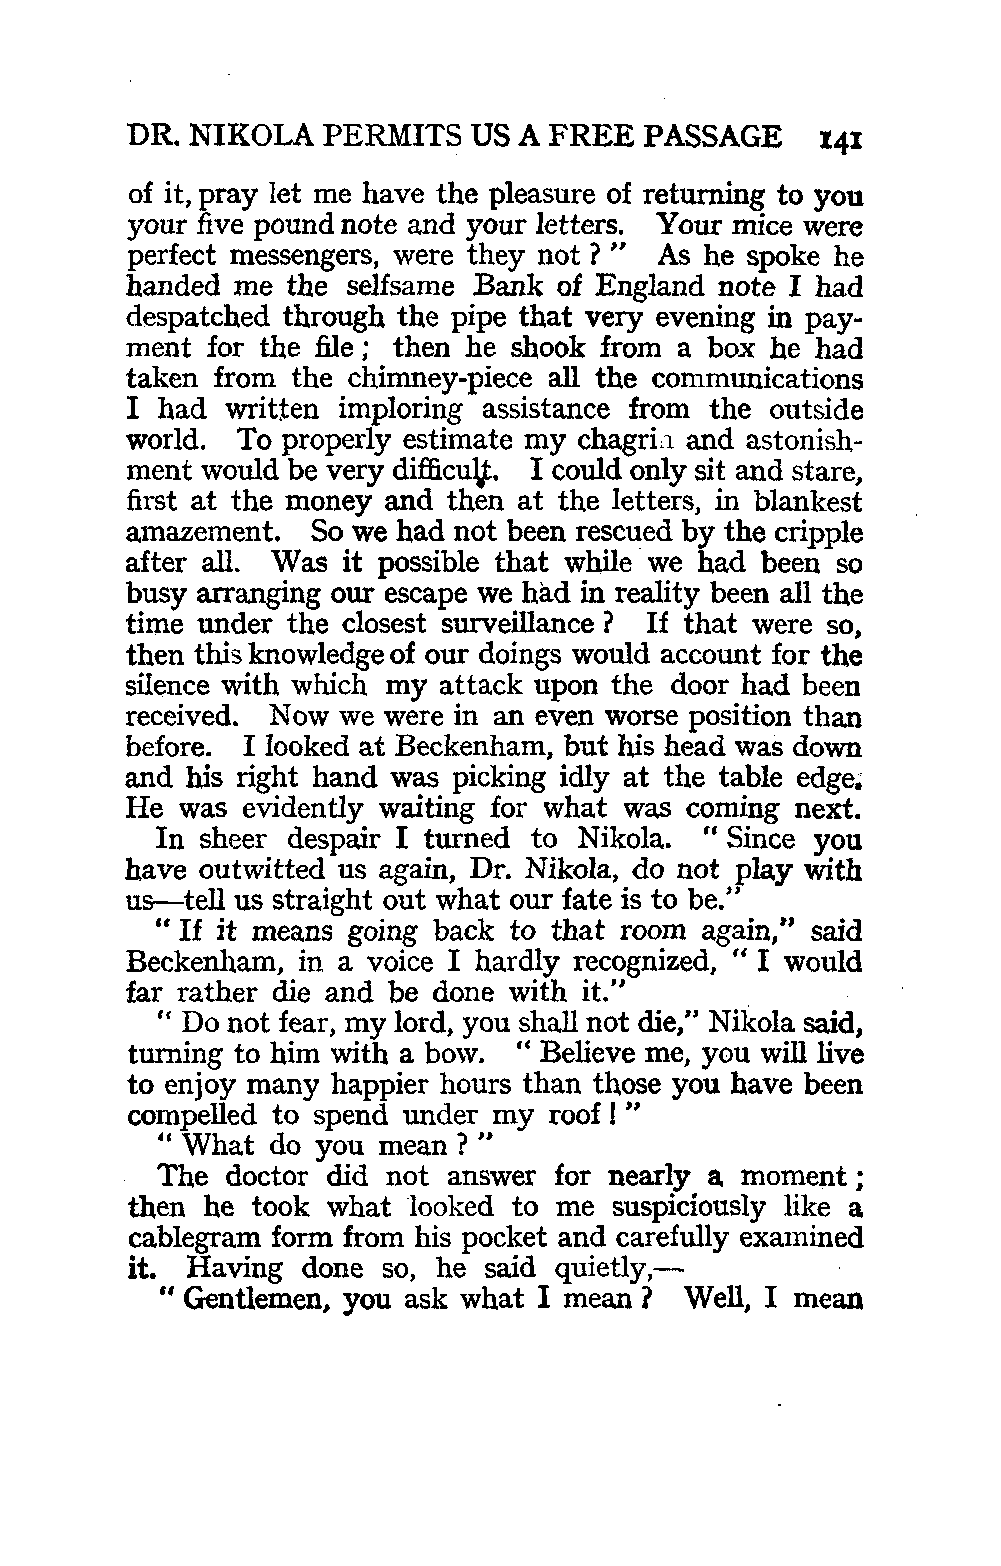 DR. NIKOLA PERMITS US A FREE PASSAGE 141
of it, pray let me have the pleasure of returning to you
your five pound note and your letters. Your mice were
perfect messengers, were they not ? " As he spoke he
handed me the selfsame Bank of England note I had
despatched through the pipe that very evening in pay-
ment for the file ; then he shook from a box he had
taken from the chimney-piece all the communications
I had written imploring assistance from the outside
world. To properly estimate my chagrin and astonish-
ment would be very difficult. I could only sit and stare,
first at the money and then at the letters, in blankest
amazement. So we had not been rescued by the cripple
after all. Was it possible that while we had been so
busy arranging our escape we had in reality been all the
time under the closest surveillance ? If that were so,
then this knowledge of our doings would account for the
silence with which my attack upon the door had been
received. Now we were in an even worse position than
before. I looked at Beckenham, but his head was down
and his right hand was picking idly at the table edge.
He was evidently waiting for what was coming next.
In sheer despair I turned to Nikola. " Since you
have outwitted us again, Dr. Nikola, do not play with
us—tell us straight out what our fate is to be."
" If it means going back to that room again," said
Beckenham, in a voice I hardly recognized, " I would
far rather die and be done with it."
" Do not fear, my lord, you shall not die," Nikola said,
turning to him with a bow. " Believe me, you will live
to enjoy many happier hours than those you have been
compelled to spend under my roof ! "
" What do you mean ? "
The doctor did not answer for nearly a moment ;
then he took what looked to me suspiciously like a
cablegram form from his pocket and carefully examined
it. Having done so, he said quietly,—
" Gentlemen, you ask what I mean ? Well, I mean